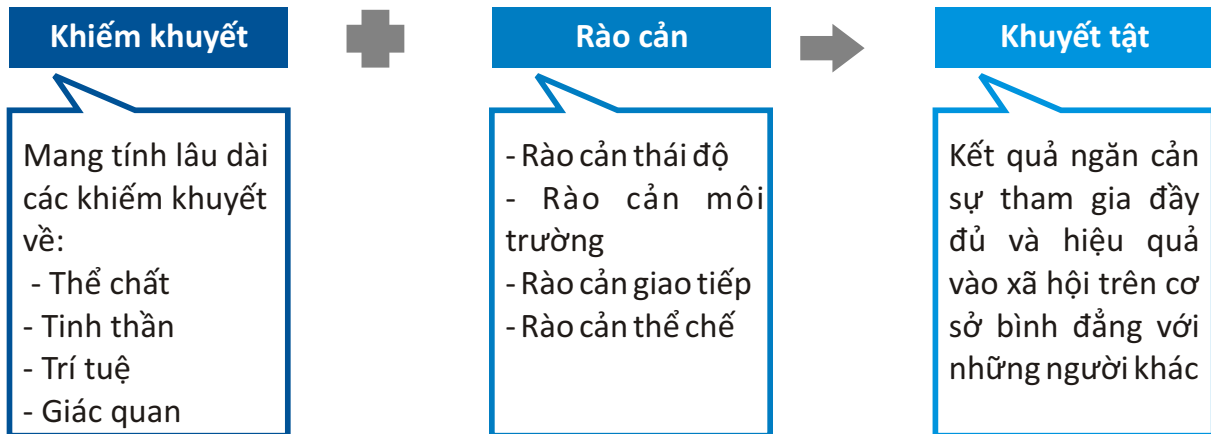 Khiếm khuyết
Mang tính lâu dài
các khiếm khuyết
về:
- Thể chất
- Tinh thần
- Trí tuệ
- Giác quan
Rào cản
- Rào cản thái độ
- Rào cản môi
trường
- Rào cản giao tiếp
- Rào cản thể chế
Khuyết tật
Kết quả ngăn cản
sự tham gia đầy
đủ và hiệu quả
vào xã hội trên cơ
sở bình đẳng với
những người khác